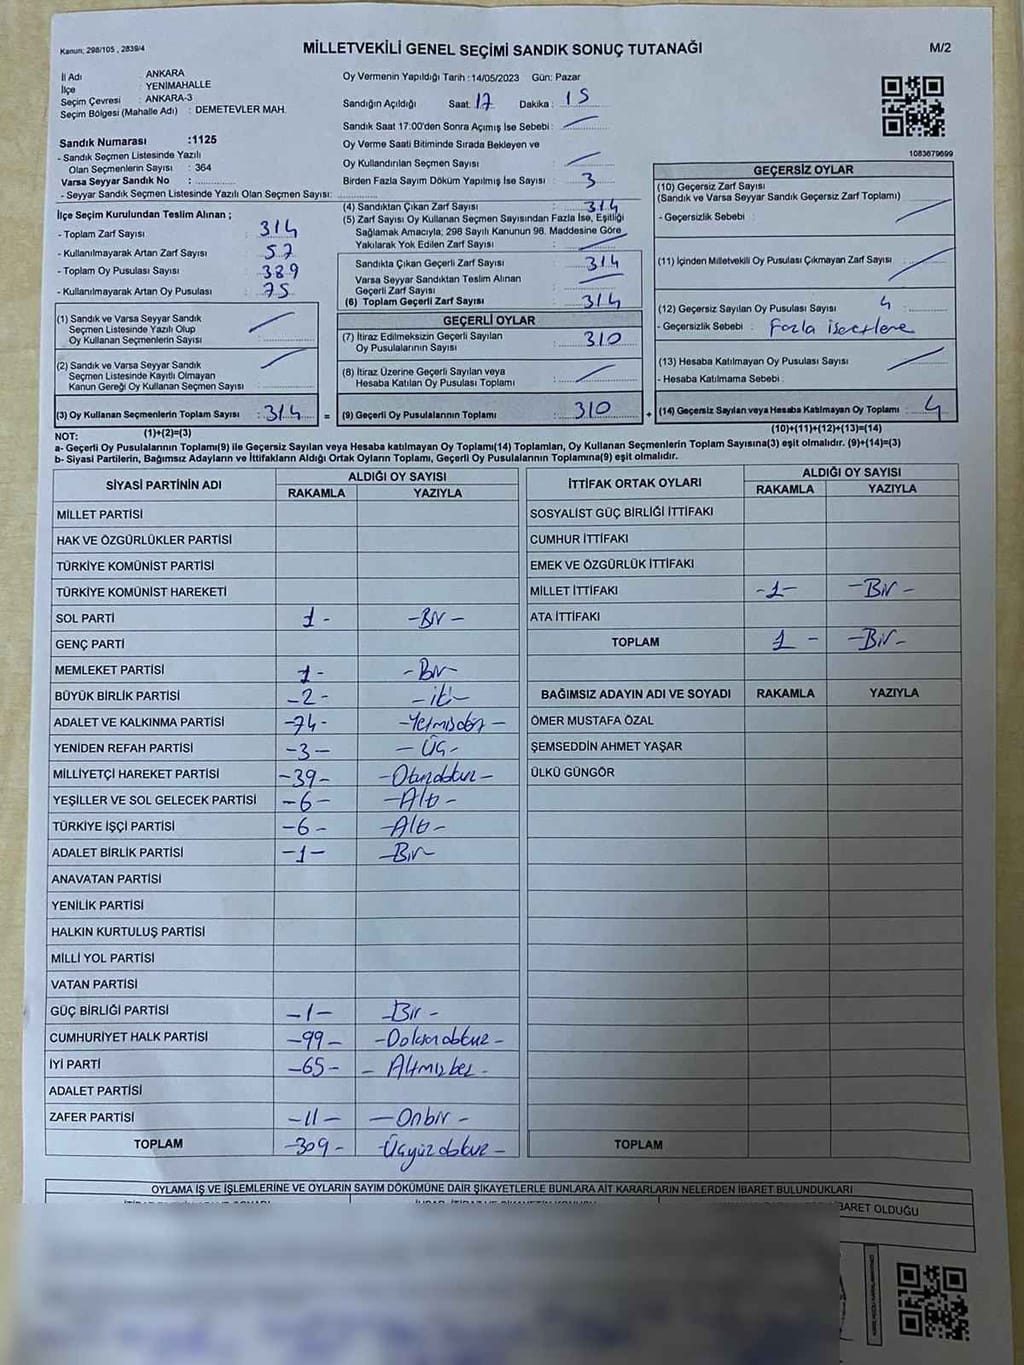 Kanun: 298/105 , 2839/4
MİLLETVEKİLİ GENEL SEÇİMİ SANDIK SONUÇ TUTANAĞI
M/2
İl Adı ANKARA
İlçe YENİMAHALLE
Seçim Çevresi : ANKARA-3
Seçim Bölgesi (Mahalle Adı) : DEMETEVLER MAH.
Sandık Numarası :1125
- Sandık Seçmen Listesinde Yazılı
Olan Seçmenlerin Sayısı : 364
Varsa Seyyar Sandık No :
- Seyyar Sandık Seçmen Listesinde Yazılı Olan Seçmen Sayısı:
Oy Vermenin Yapıldığı Tarih :14/05/2023 Gün: Pazar
Sandığın Açıldığı Saat: 17 Dakika : 15
Sandık Saat 17:00'den Sonra Açımış İse Sebebi :
Oy Verme Saati Bitiminde Sırada Bekleyen ve
Oy Kullandırılan Seçmen Sayısı :
Birden Fazla Sayım Döküm Yapılmış İse Sayısı : 3
1083679699
İlçe Seçim Kurulundan Teslim Alınan ;
- Toplam Zarf Sayısı : 314
- Kullanılmayarak Artan Zarf Sayısı : 57
- Toplam Oy Pusulası Sayısı : 389
- Kullanılmayarak Artan Oy Pusulası : 75
(1) Sandık ve Varsa Seyyar Sandık
Seçmen Listesinde Yazılı Olup
Oy Kullanan Seçmenlerin Sayısı :
(2) Sandık ve Varsa Seyyar Sandık
Seçmen Listesinde Kayıtlı Olmayan
Kanun Gereği Oy Kullanan Seçmen Sayısı :
(3) Oy Kullanan Seçmenlerin Toplam Sayısı : 314 =
(1)+(2)=(3)
(4) Sandıktan Çıkan Zarf Sayısı : 314
(5) Zarf Sayısı Oy Kullanan Seçmen Sayısından Fazla İse, Eşitliği
Sağlamak Amacıyla; 298 Sayılı Kanunun 98. Maddesine Göre
Yakılarak Yok Edilen Zarf Sayısı :
Sandıkta Çıkan Geçerli Zarf Sayısı : 314
Varsa Seyyar Sandıktan Teslim Alınan
Geçerli Zarf Sayısı :
(6) Toplam Geçerli Zarf Sayısı : 314
GEÇERLİ OYLAR
(7) İtiraz Edilmeksizin Geçerli Sayılan
Oy Pusulalarının Sayısı : 310
(8) İtiraz Üzerine Geçerli Sayılan veya
Hesaba Katılan Oy Pusulası Toplamı :
(9) Geçerli Oy Pusulalarının Toplamı : 310 +
GEÇERSİZ OYLAR
(10) Geçersiz Zarf Sayısı
(Sandık ve Varsa Seyyar Sandık Geçersiz Zarf Toplamı)
- Geçersizlik Sebebi :
(11) İçinden Milletvekili Oy Pusulası Çıkmayan Zarf Sayısı :
(12) Geçersiz Sayılan Oy Pusulası Sayısı : 4
- Geçersizlik Sebebi :
(13) Hesaba Katılmayan Oy Pusulası Sayısı :
- Hesaba Katılmama Sebebi :
(14) Geçersiz Sayılan veya Hesaba Katılmayan Oy Toplamı : 4
(10)+(11)+(12)+(13)=(14)
NOT:
a- Geçerli Oy Pusulalarının Toplamı(9) ile Geçersiz Sayılan veya Hesaba katılmayan Oy Toplamı(14) Toplamları, Oy Kullanan Seçmenlerin Toplam Sayısına(3) eşit olmalıdır. (9)+(14)=(3)
b- Siyasi Partilerin, Bağımsız Adayların ve İttifakların Aldığı Ortak Oyların Toplamı, Geçerli Oy Pusulalarının Toplamına(9) eşit olmalıdır.
SİYASİ PARTİNİN ADI ALDIĞI OY SAYISI
RAKAMLA YAZIYLA
MİLLET PARTİSİ
HAK VE ÖZGÜRLÜKLER PARTİSİ
TÜRKİYE KOMÜNİST PARTİSİ
TÜRKİYE KOMÜNİST HAREKETİ
SOL PARTİ 1 - -Bir-
GENÇ PARTİ
MEMLEKET PARTİSİ 1 - -Bir-
BÜYÜK BİRLİK PARTİSİ -2- -iki-
ADALET VE KALKINMA PARTİSİ -74- -Yetmişdört-
YENİDEN REFAH PARTİSİ -3- -Üç-
MİLLİYETÇİ HAREKET PARTİSİ -39- -Otuzdokuz-
YEŞİLLER VE SOL GELECEK PARTİSİ -6- -Altı-
TÜRKİYE İŞÇİ PARTİSİ -6- -Altı-
ADALET BİRLİK PARTİSİ -1- -Bir-
ANAVATAN PARTİSİ
YENİLİK PARTİSİ
HALKIN KURTULUŞ PARTİSİ
MİLLİ YOL PARTİSİ
VATAN PARTİSİ
GÜÇ BİRLİĞİ PARTİSİ -1- -Bir-
CUMHURİYET HALK PARTİSİ -99- -Doksandokuz-
İYİ PARTİ -65- -Altmışbeş-
ADALET PARTİSİ
ZAFER PARTİSİ -11- -Onbir-
TOPLAM -309- -Üçyüzdokuz-
İTTİFAK ORTAK OYLARI ALDIĞI OY SAYISI
RAKAMLA YAZIYLA
SOSYALİST GÜÇ BİRLİĞİ İTTİFAKI
CUMHUR İTTİFAKI
EMEK VE ÖZGÜRLÜK İTTİFAKI
MİLLET İTTİFAKI -1- -Bir-
ATA İTTİFAKI
TOPLAM 1 - -Bir-
BAĞIMSIZ ADAYIN ADI VE SOYADI RAKAMLA YAZIYLA
ÖMER MUSTAFA ÖZAL
ŞEMSEDDİN AHMET YAŞAR
ÜLKÜ GÜNGÖR
TOPLAM
OYLAMA İŞ VE İŞLEMLERİNE VE OYLARIN SAYIM DÖKÜMÜNE DAİR ŞİKAYETLERLE BUNLARA AİT KARARLARIN NELERDEN İBARET BULUNDUKLARI
İBARET OLDUĞU